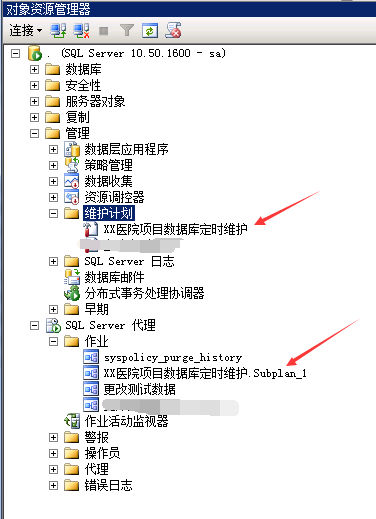 对象资源管理器
连接▾
. (SQL Server 10.50.1600 - sa)
数据库
安全性
服务器对象
复制
管理
数据层应用程序
策略管理
数据收集
资源调控器
维护计划
XX医院项目数据库定时维护
SQL Server 日志
数据库邮件
分布式事务处理协调器
早期
SQL Server 代理
作业
syspolicy_purge_history
XX医院项目数据库定时维护.Subplan_1
更改测试数据
作业活动监视器
警报
操作员
代理
错误日志